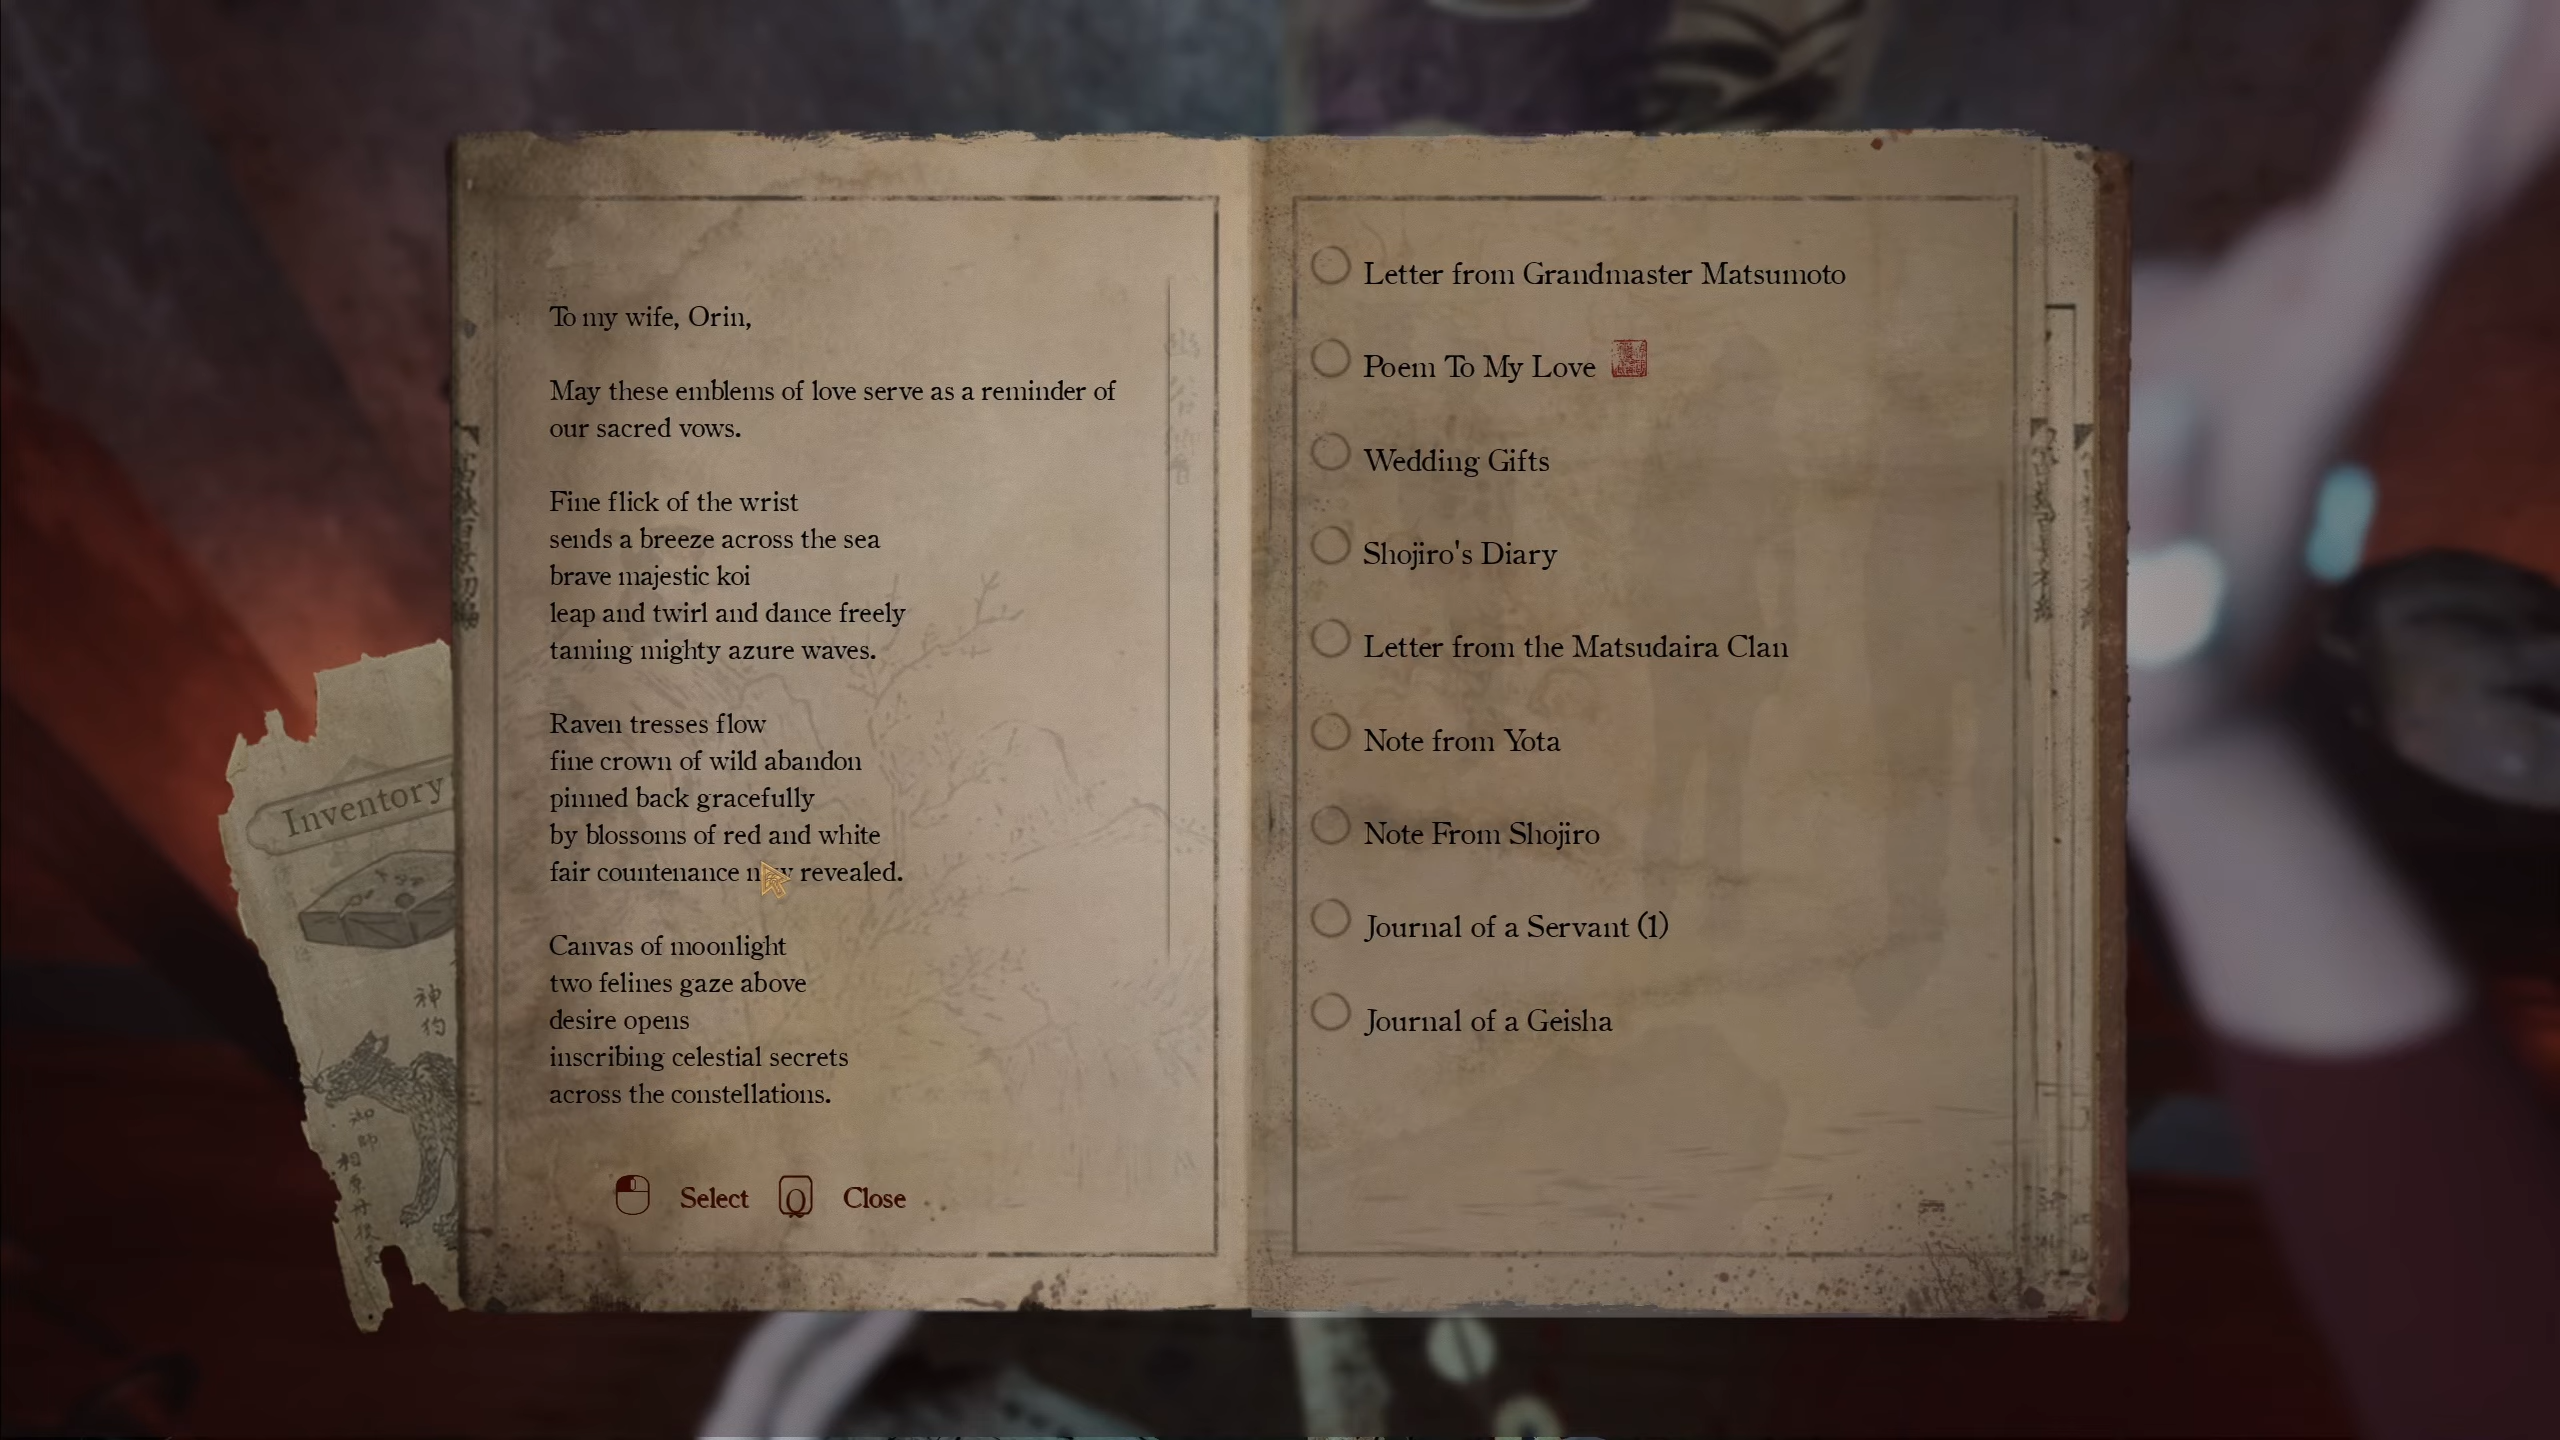 To my wife, Orin,
May these emblems of love serve as a reminder of
our sacred vows.
Fine flick of the wrist
sends a breeze across the sea
brave majestic koi
leap and twirl and dance freely
taming mighty azure waves.
Raven tresses flow
fine crown of wild abandon
pinned back gracefully
by blossoms of red and white
fair countenance now revealed.
Canvas of moonlight
two felines gaze above
desire opens
inscribing celestial secrets
across the constellations.
Select Q Close
Letter from Grandmaster Matsumoto
Poem To My Love
Wedding Gifts
Shojiro's Diary
Letter from the Matsudaira Clan
Note from Yota
Note From Shojiro
Journal of a Servant (1)
Journal of a Geisha
Inventory